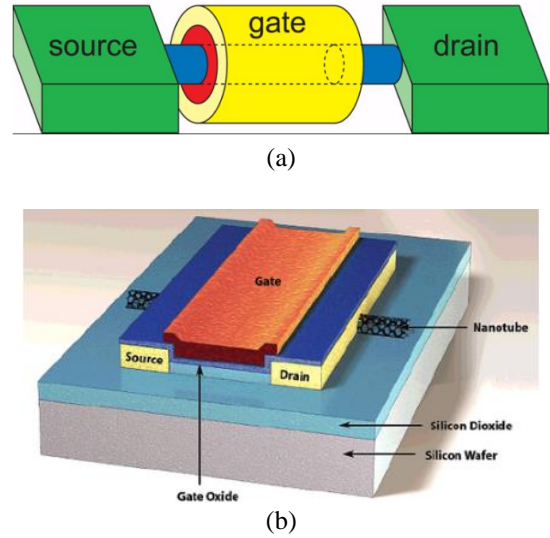 source
gate
drain
(a)
Gate
Nanotube
Source
Drain
Silicon Dioxide
Silicon Wafer
Gate Oxide
(b)